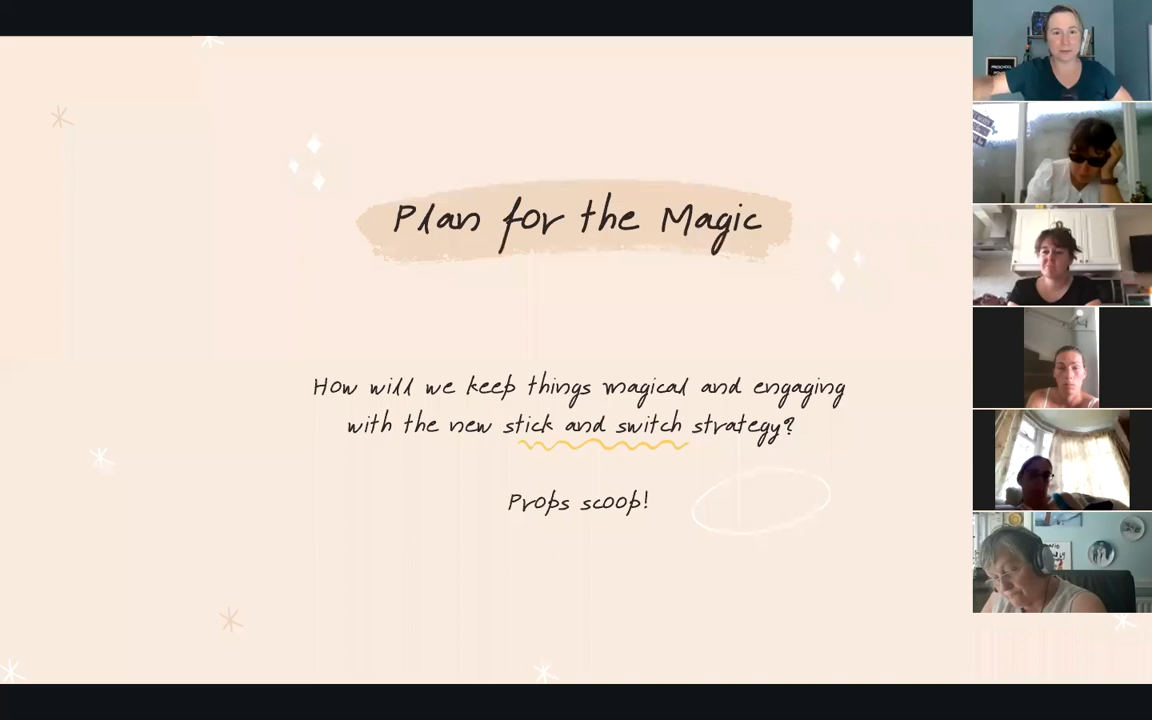 Plan for the Magic
How will we keep things magical and engaging
with the new stick and switch strategy?
Props scoop!